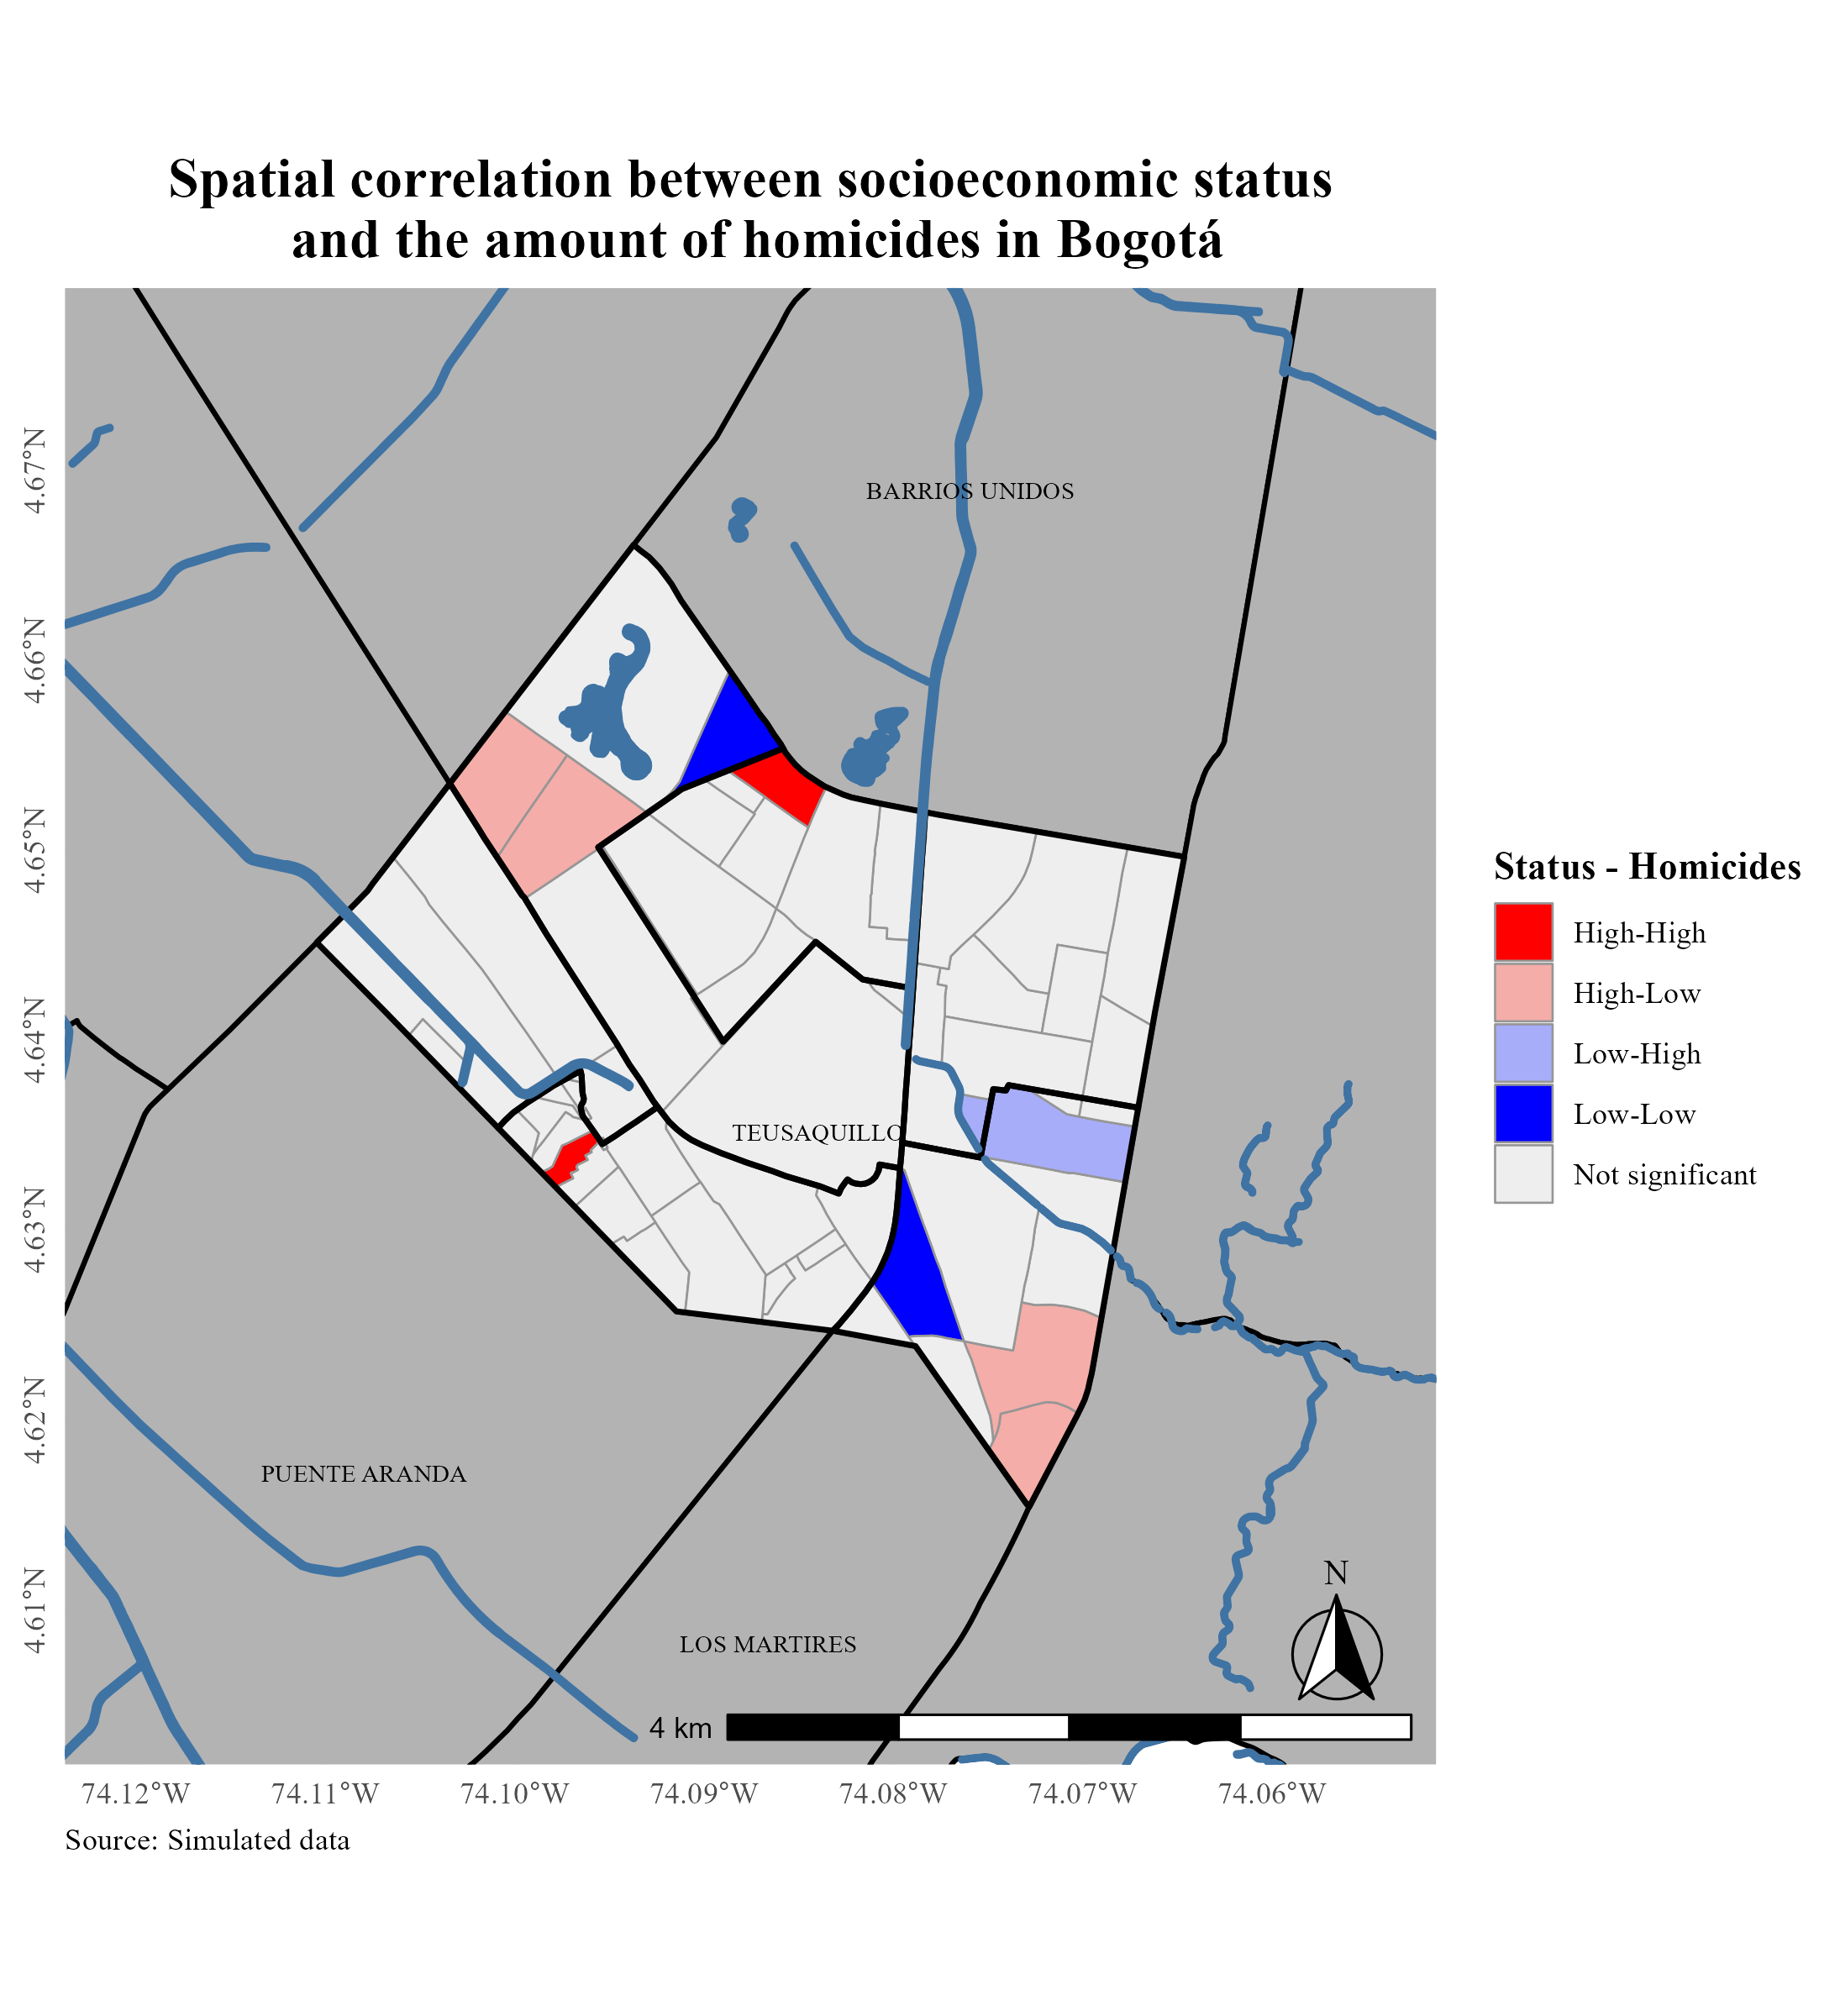 Spatial correlation between socioeconomic status
and the amount of homicides in Bogotá
4.67°N
4.66°N
4.65°N
4.64°N
4.63°N
4.62°N
4.61°N
BARRIOS UNIDOS
TEUSAQUILLO
PUENTE ARANDA
LOS MARTIRES
N
4 km
74.12°W
74.11°W
74.10°W
74.09°W
74.08°W
74.07°W
74.06°W
Status - Homicides
High-High
High-Low
Low-High
Low-Low
Not significant
Source: Simulated data